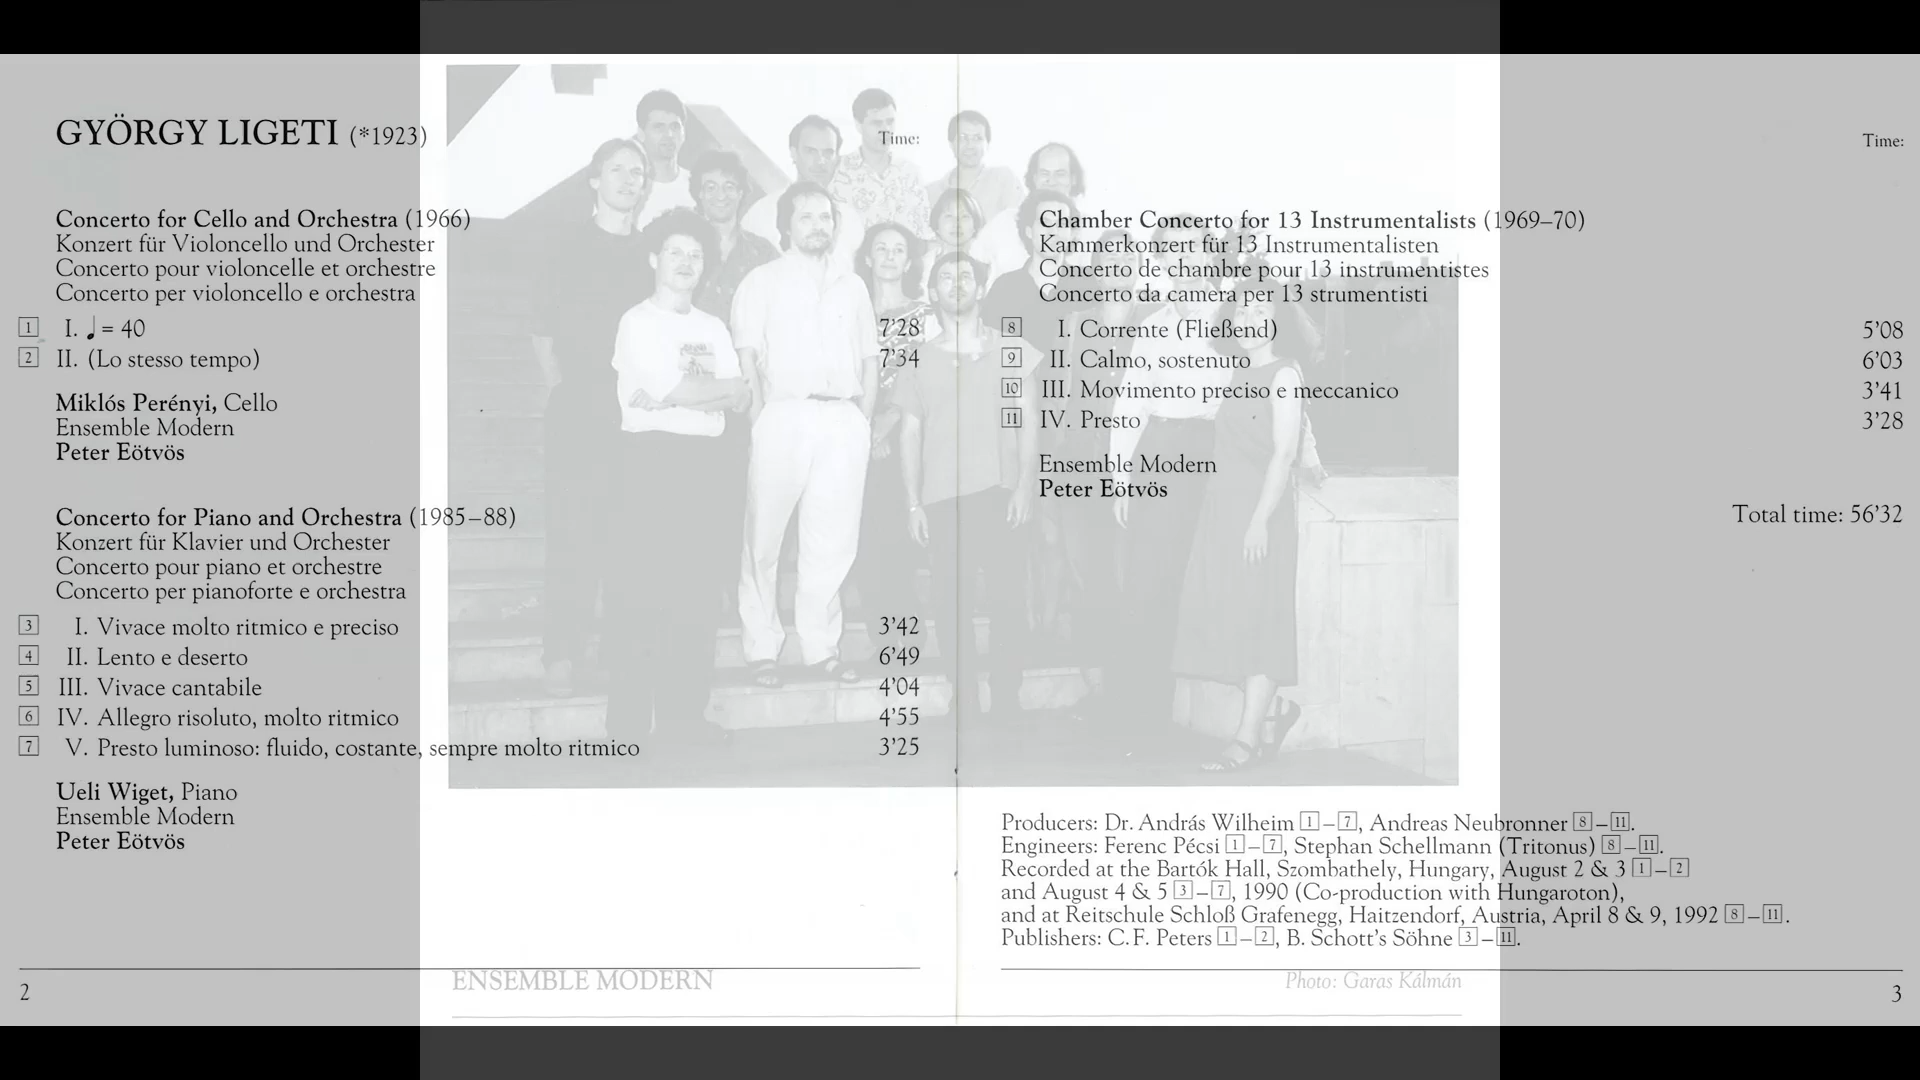 GYÖRGY LIGETI (*1923)
Time:
Concerto for Cello and Orchestra (1966)
Konzert für Violoncello und Orchester
Concerto pour violoncelle et orchestre
Concerto per violoncello e orchestra
1 I. ♩ = 40 7'28
2 II. (Lo stesso tempo) 7'34
Miklós Perényi, Cello
Ensemble Modern
Peter Eötvös
Concerto for Piano and Orchestra (1985–88)
Konzert für Klavier und Orchester
Concerto pour piano et orchestre
Concerto per pianoforte e orchestra
3 I. Vivace molto ritmico e preciso 3'42
4 II. Lento e deserto 6'49
5 III. Vivace cantabile 4'04
6 IV. Allegro risoluto, molto ritmico 4'55
7 V. Presto luminoso: fluido, costante, sempre molto ritmico 3'25
Ueli Wiget, Piano
Ensemble Modern
Peter Eötvös
ENSEMBLE MODERN
2
Time:
Chamber Concerto for 13 Instrumentalists (1969–70)
Kammerkonzert für 13 Instrumentalisten
Concerto de chambre pour 13 instrumentistes
Concerto da camera per 13 strumentisti
8 I. Corrente (Fließend) 5'08
9 II. Calmo, sostenuto 6'03
10 III. Movimento preciso e meccanico 3'41
11 IV. Presto 3'28
Ensemble Modern
Peter Eötvös
Total time: 56'32
Producers: Dr. András Wilheim 1–7, Andreas Neubronner 8–11.
Engineers: Ferenc Pécsi 1–7, Stephan Schellmann (Tritonus) 8–11.
Recorded at the Bartók Hall, Szombathely, Hungary, August 2 & 3 1–2
and August 4 & 5 3–7, 1990 (Co-production with Hungaroton),
and at Reitschule Schloß Grafenegg, Haitzendorf, Austria, April 8 & 9, 1992 8–11.
Publishers: C.F. Peters 1–2, B. Schott's Söhne 3–11.
Photo: Garas Kálmán
3